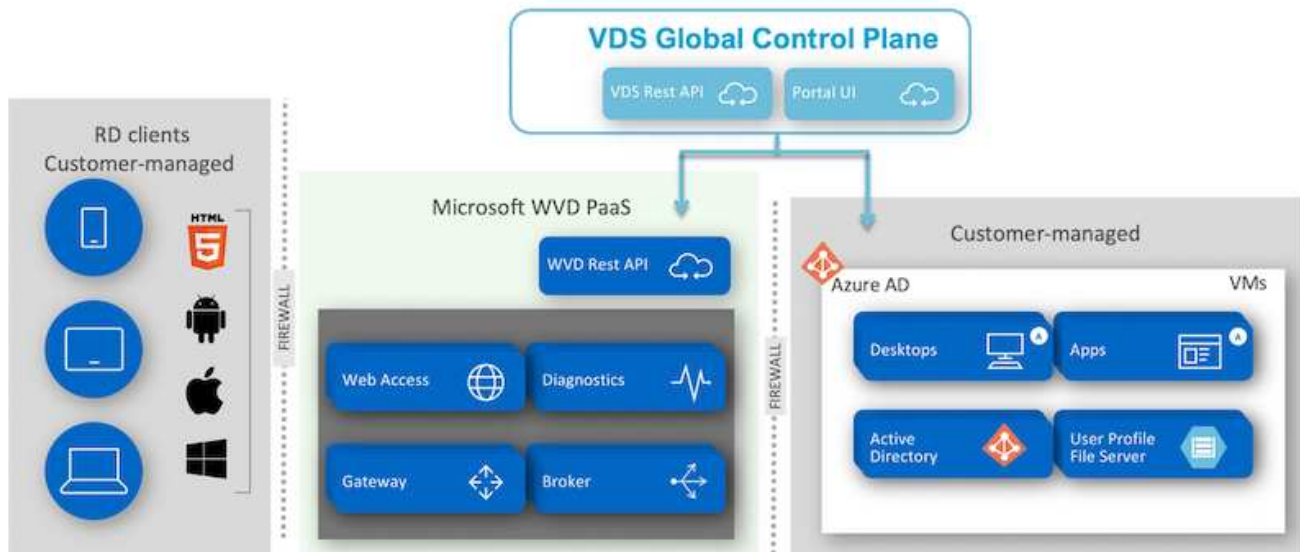 VDS Global Control Plane
VDS Rest API
Portal UI
RD clients
Customer-managed
HTML
5
FIREWALL
Microsoft WVD PaaS
WVD Rest API
Web Access
Diagnostics
Gateway
Broker
FIREWALL
Customer-managed
Azure AD
VMs
Desktops
A
Apps
A
Active
Directory
User Profile
File Server